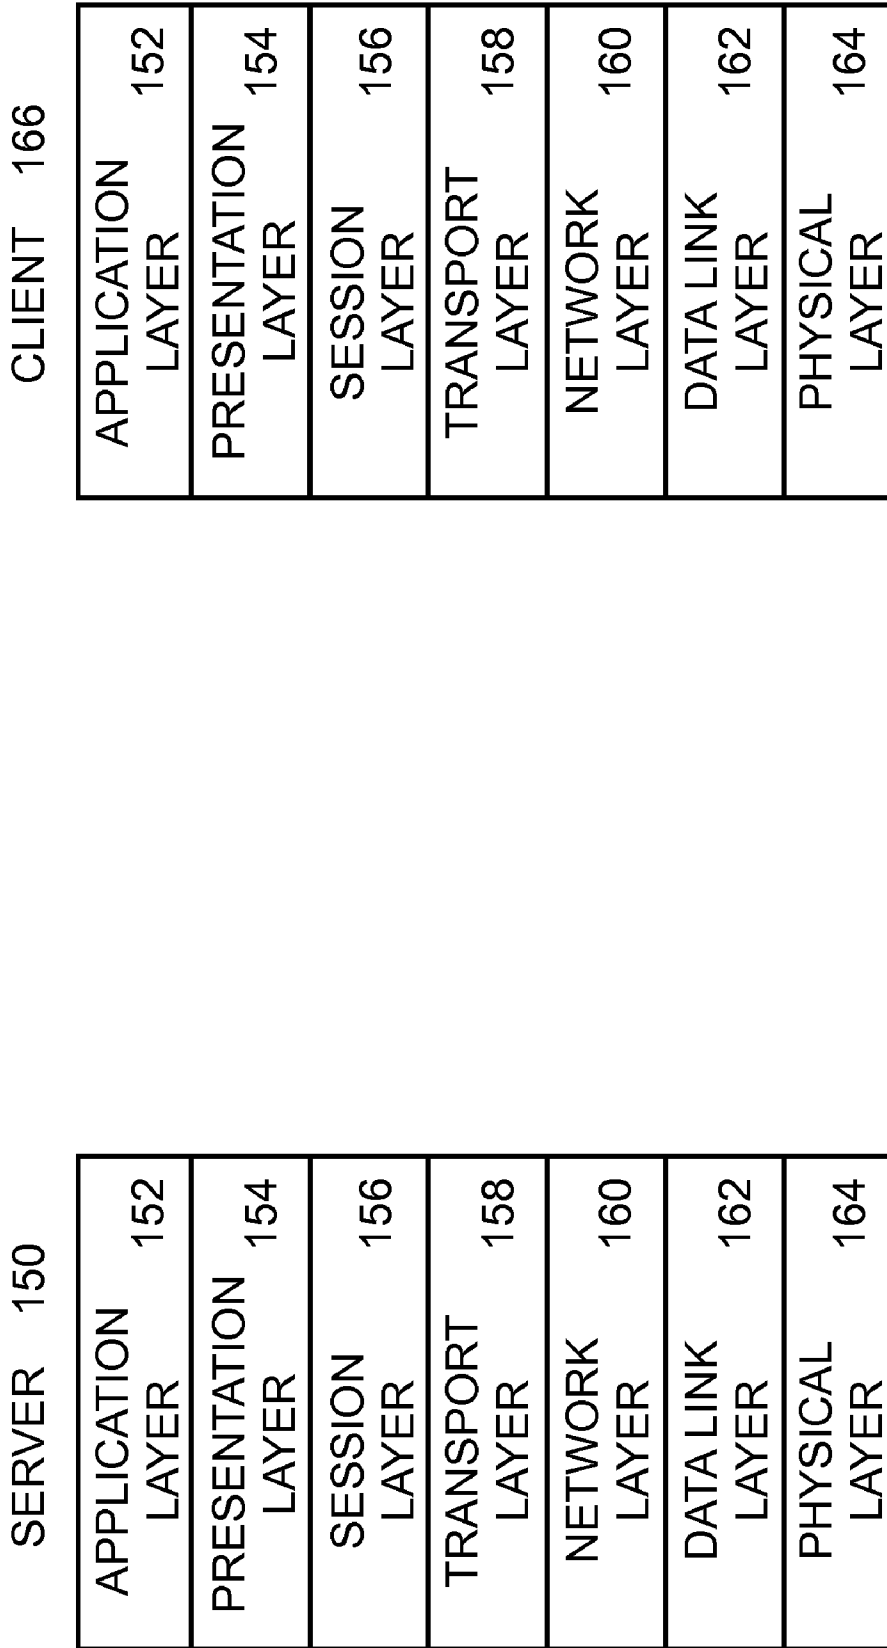 SERVER 150
APPLICATION
LAYER 152
PRESENTATION
LAYER 154
SESSION
LAYER 156
TRANSPORT
LAYER 158
NETWORK
LAYER 160
DATA LINK
LAYER 162
PHYSICAL
LAYER 164
CLIENT 166
APPLICATION
LAYER 152
PRESENTATION
LAYER 154
SESSION
LAYER 156
TRANSPORT
LAYER 158
NETWORK
LAYER 160
DATA LINK
LAYER 162
PHYSICAL
LAYER 164